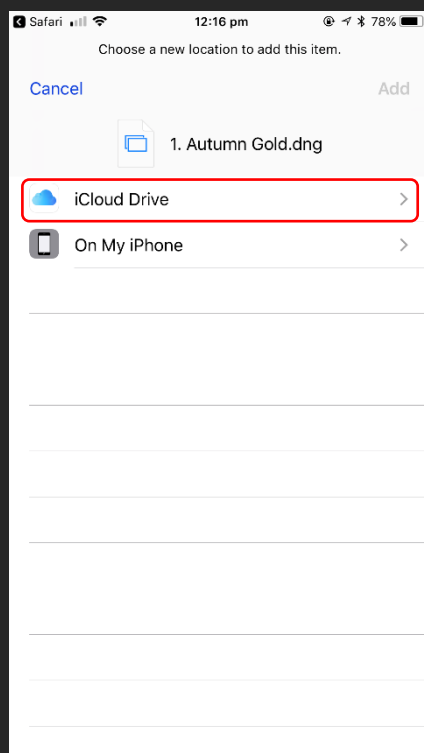 Safari 12:16 pm 78%
Choose a new location to add this item.
Cancel Add
1. Autumn Gold.dng
iCloud Drive
On My iPhone